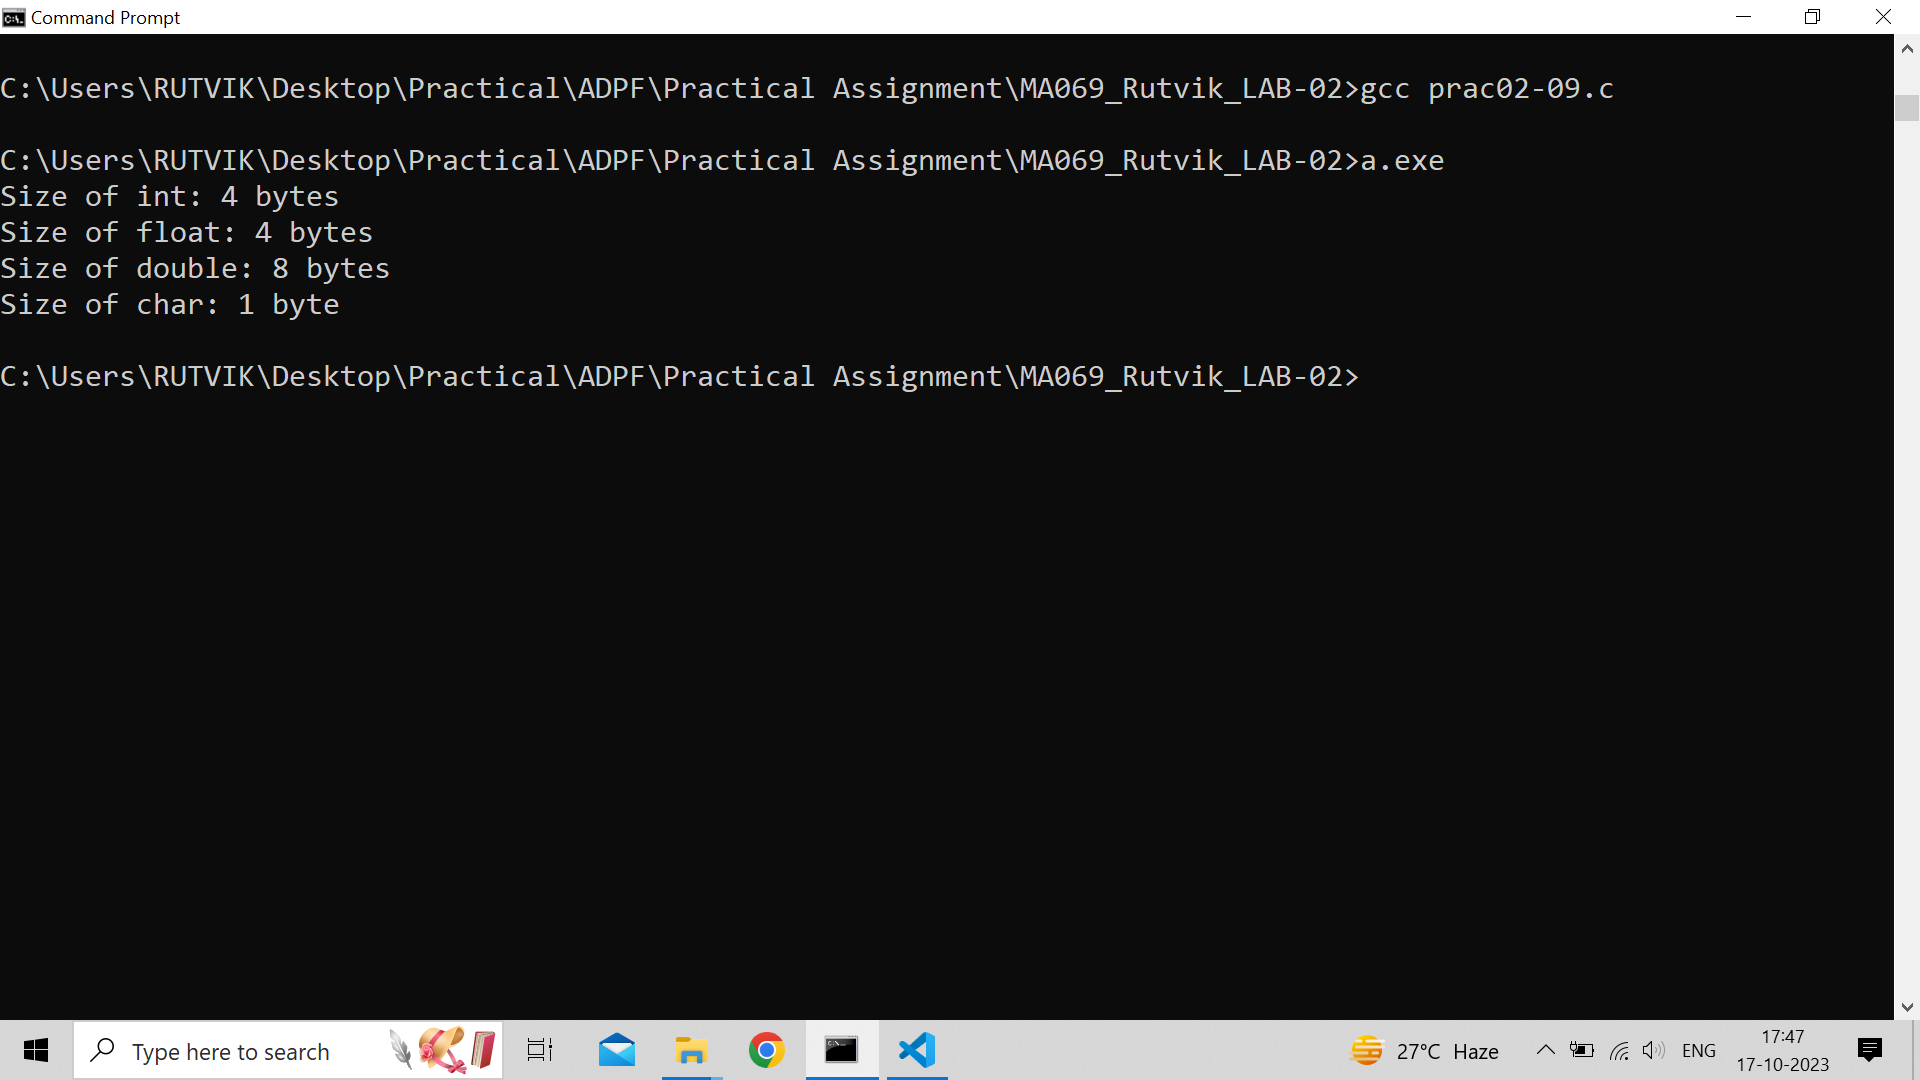 Command Prompt
C:\Users\RUTVIK\Desktop\Practical\ADPF\Practical Assignment\MA069_Rutvik_LAB-02>gcc prac02-09.c
C:\Users\RUTVIK\Desktop\Practical\ADPF\Practical Assignment\MA069_Rutvik_LAB-02>a.exe
Size of int: 4 bytes
Size of float: 4 bytes
Size of double: 8 bytes
Size of char: 1 byte
C:\Users\RUTVIK\Desktop\Practical\ADPF\Practical Assignment\MA069_Rutvik_LAB-02>
Type here to search
27°C Haze
ENG
17:47
17-10-2023